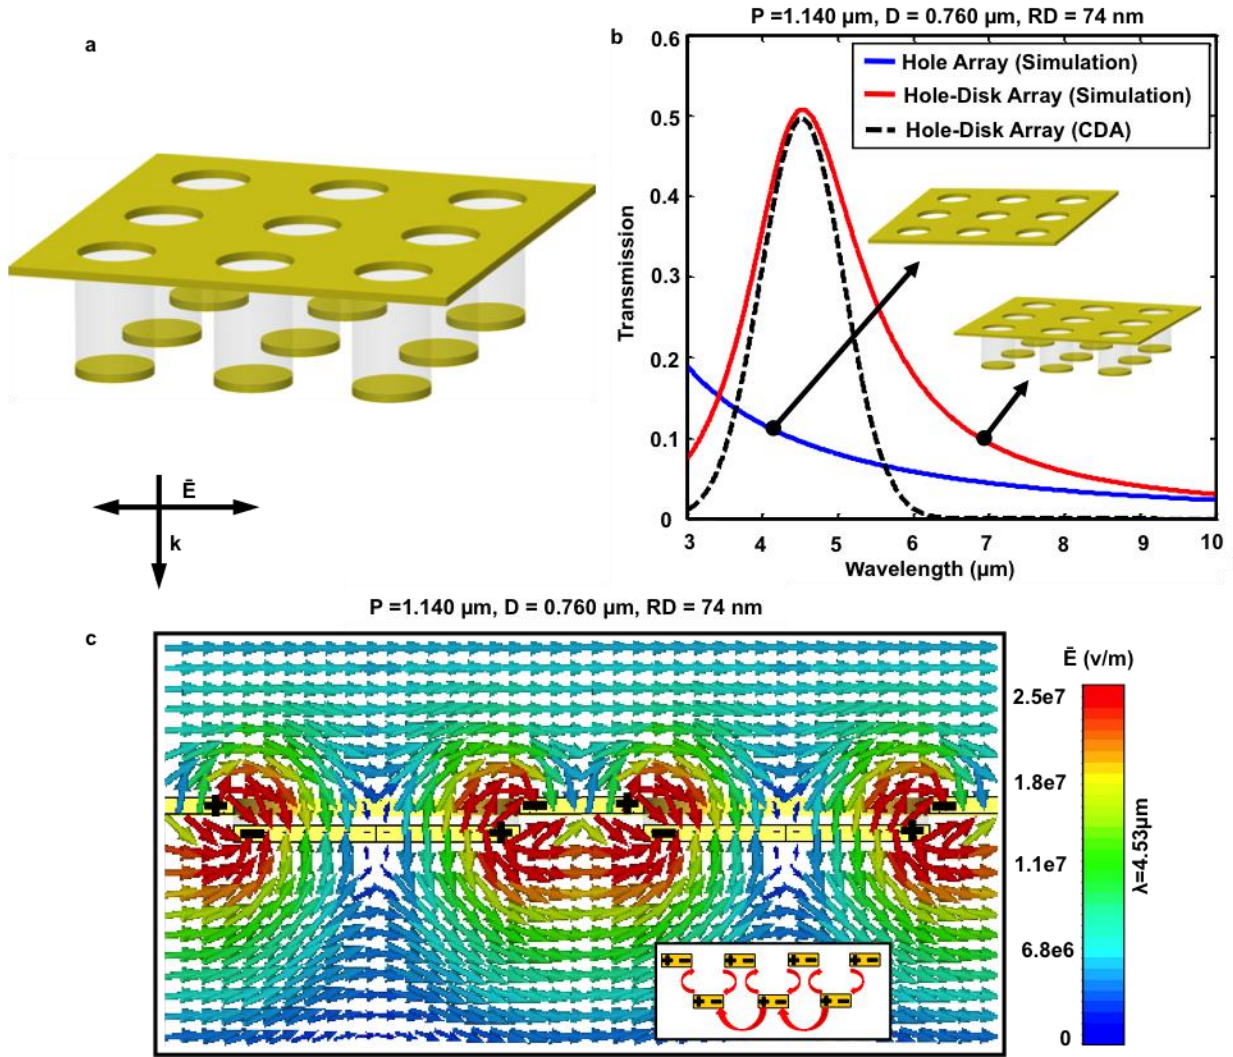 a
Ē
k
P =1.140 µm, D = 0.760 µm, RD = 74 nm
b
0.6
0.5
0.4
0.3
0.2
0.1
0
Transmission
Hole Array (Simulation)
Hole-Disk Array (Simulation)
Hole-Disk Array (CDA)
3 4 5 6 7 8 9 10
Wavelength (µm)
P =1.140 µm, D = 0.760 µm, RD = 74 nm
c
+ - + -
- + - +
+ - + - + - + -
+ - + - + -
Ē (v/m)
2.5e7
1.8e7
1.1e7
6.8e6
0
λ=4.53µm